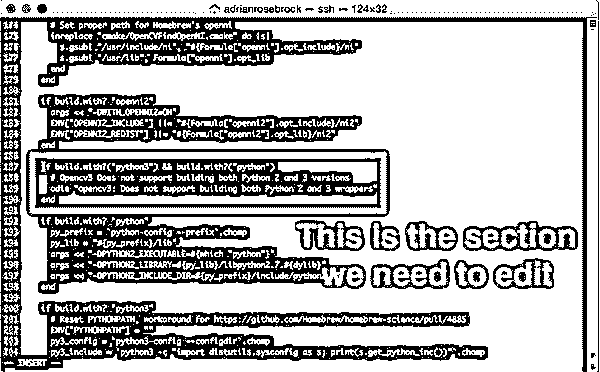 adrianrosebrock — ssh — 124x32
174 # Set proper path for Homebrew's openni
175 inreplace "cmake/OpenCVFindOpenNI.cmake" do |s|
176 s.gsub! "/usr/include/ni", "#{Formula["openni"].opt_include}/ni"
177 s.gsub! "/usr/lib", Formula["openni"].opt_lib
178 end
179 end
180
181 if build.with? "openni2"
182 args << "-DWITH_OPENNI2=ON"
183 ENV["OPENNI2_INCLUDE"] ||= "#{Formula["openni2"].opt_include}/ni2"
184 ENV["OPENNI2_REDIST"] ||= "#{Formula["openni2"].opt_lib}/ni2"
185 end
186
187 if build.with?("python3") && build.with?("python")
188 # Opencv3 Does not support building both Python 2 and 3 versions
189 odie "opencv3: Does not support building both Python 2 and 3 wrappers"
190 end
191
192 if build.with? "python"
193 py_prefix = `python-config --prefix`.chomp
194 py_lib = "#{py_prefix}/lib"
195 args << "-DPYTHON2_EXECUTABLE=#{which "python"}"
196 args << "-DPYTHON2_LIBRARY=#{py_lib}/libpython2.7.#{dylib}"
197 args << "-DPYTHON2_INCLUDE_DIR=#{py_prefix}/include/python
198 end
199
This is the section
we need to edit
200 if build.with? "python3"
201 # Reset PYTHONPATH, workaround for https://github.com/Homebrew/homebrew-science/pull/4885
202 ENV["PYTHONPATH"] = ""
203 py3_config = `python3-config --configdir`.chomp
204 py3_include = `python3 -c "import distutils.sysconfig as s; print(s.get_python_inc())"`.chomp
-- INSERT --